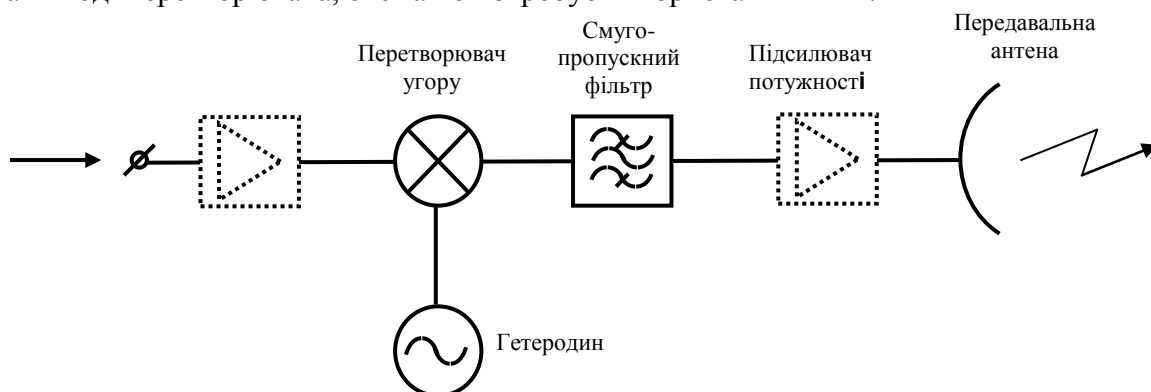 Передавальна
антена
Смуго-
пропускний
фільтр
Перетворювач
угору
Підсилювач
потужності
Гетеродин